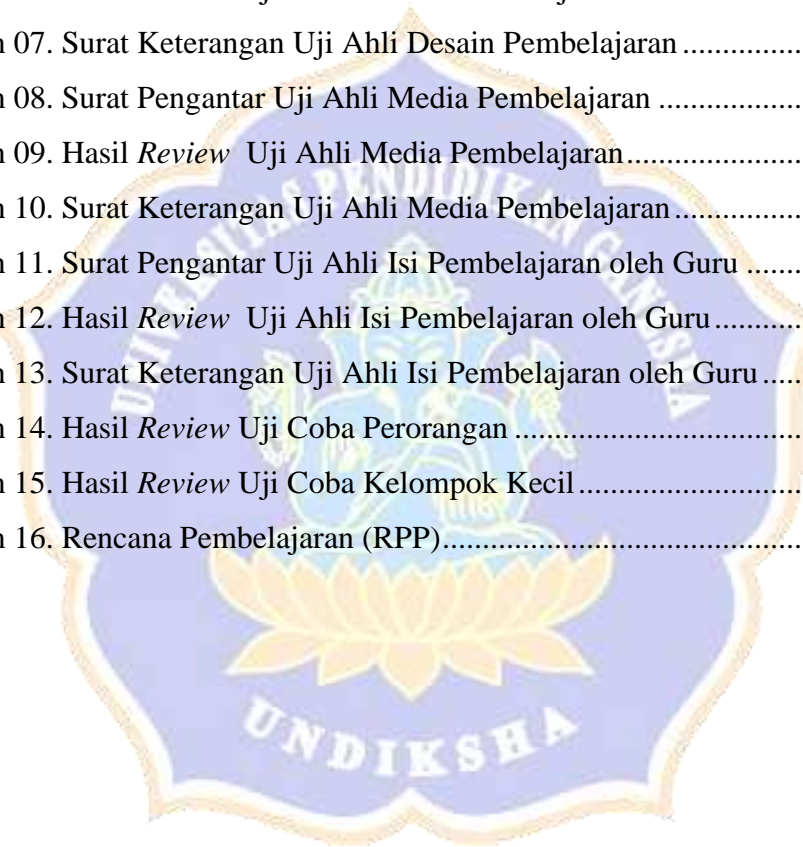 n 07. Surat Keterangan Uji Ahli Desain Pembelajaran ...............
n 08. Surat Pengantar Uji Ahli Media Pembelajaran ..................
n 09. Hasil Review Uji Ahli Media Pembelajaran......................
n 10. Surat Keterangan Uji Ahli Media Pembelajaran ................
n 11. Surat Pengantar Uji Ahli Isi Pembelajaran oleh Guru .......
n 12. Hasil Review Uji Ahli Isi Pembelajaran oleh Guru ...........
n 13. Surat Keterangan Uji Ahli Isi Pembelajaran oleh Guru .....
n 14. Hasil Review Uji Coba Perorangan ....................................
n 15. Hasil Review Uji Coba Kelompok Kecil ............................
n 16. Rencana Pembelajaran (RPP).............................................
UNIVERSITAS PENDIDIKAN GANESHA
UNDIKSHA